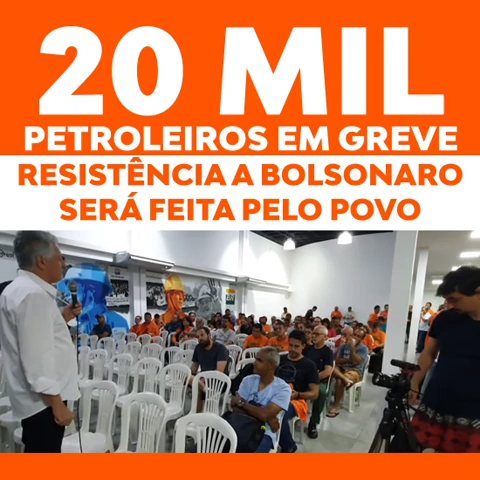 20 MIL
PETROLEIROS EM GREVE
RESISTÊNCIA A BOLSONARO
SERÁ FEITA PELO POVO